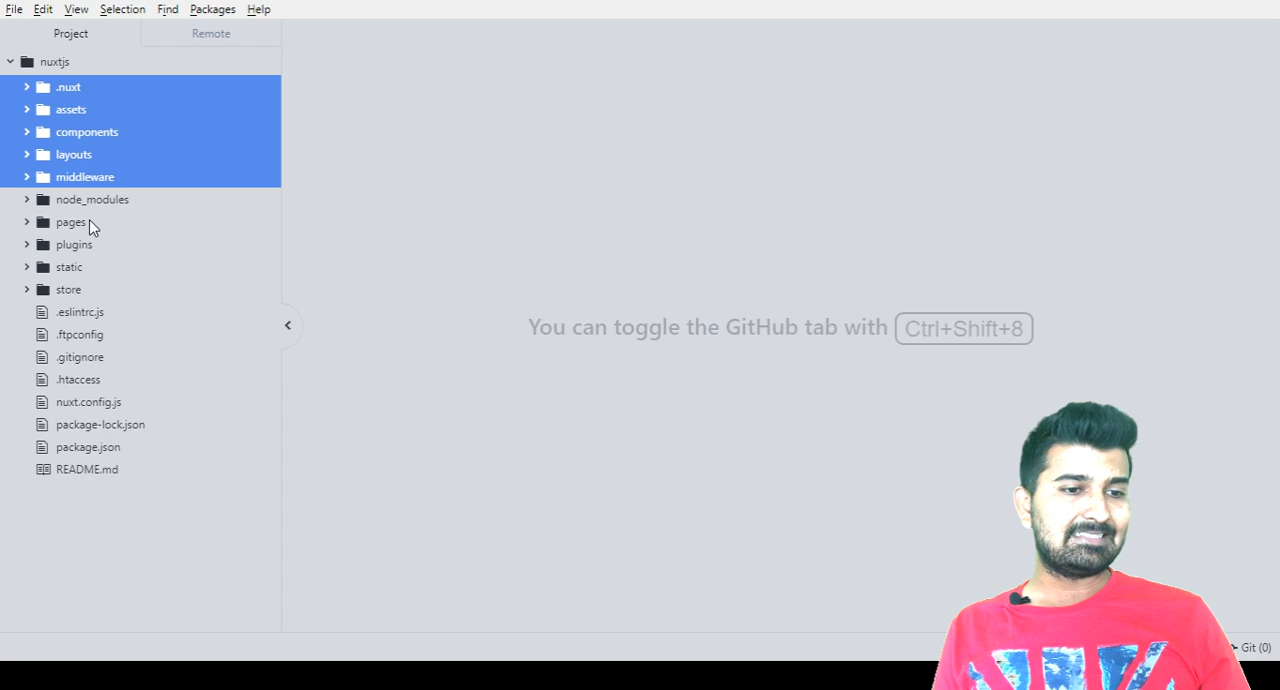 File Edit View Selection Find Packages Help
Project Remote
nuxtjs
.nuxt
assets
components
layouts
middleware
node_modules
pages
plugins
static
store
.eslintrc.js
.ftpconfig
.gitignore
.htaccess
nuxt.config.js
package-lock.json
package.json
README.md
You can toggle the GitHub tab with Ctrl+Shift+8
Git (0)